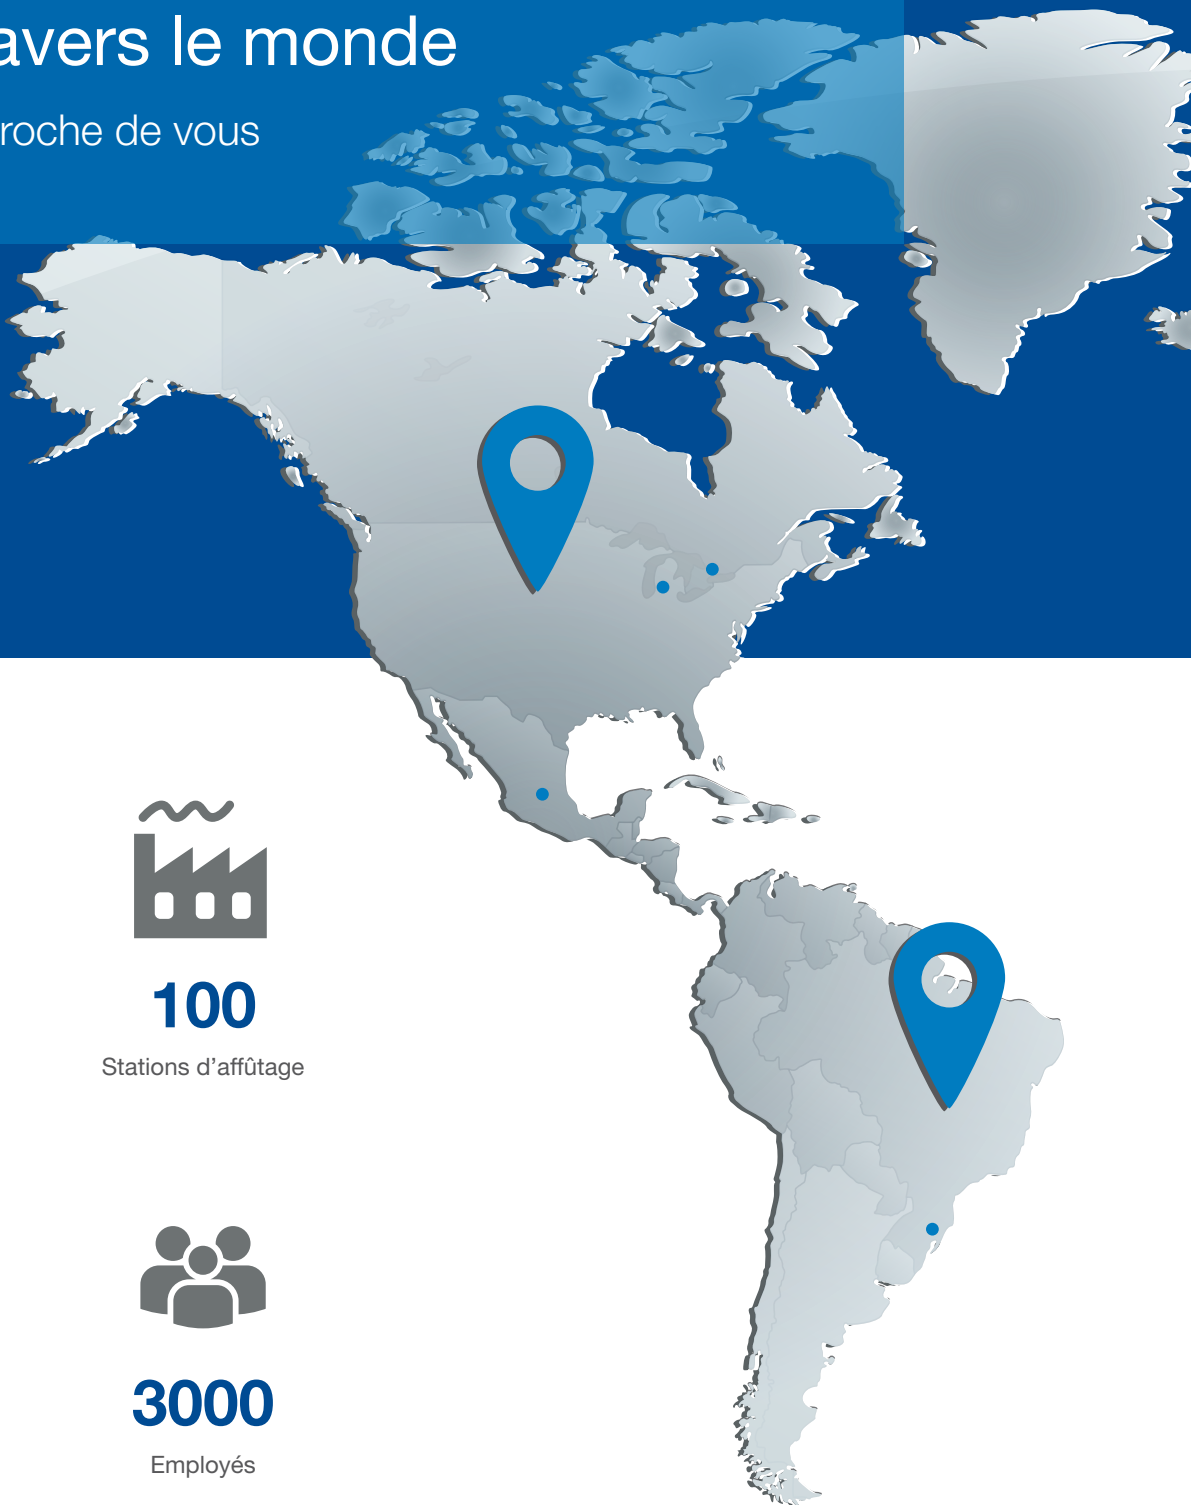 avers le monde
roche de vous
100
Stations d’affûtage
3000
Employés